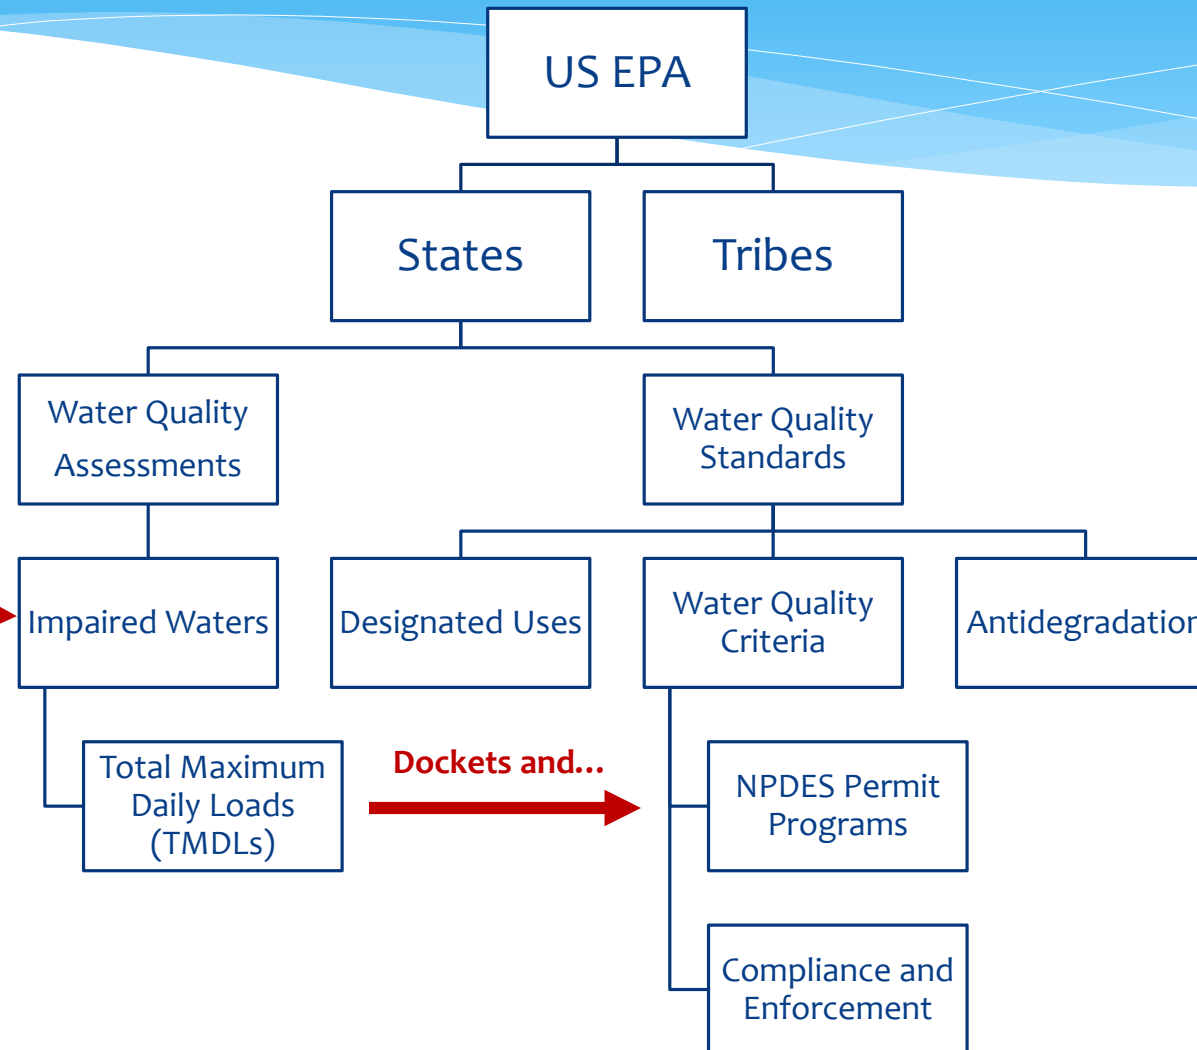 US EPA
States
Tribes
Water Quality
Assessments
Water Quality
Standards
Impaired Waters
Designated Uses
Water Quality
Criteria
Antidegradation
Total Maximum
Daily Loads
(TMDLs)
Dockets and…
NPDES Permit
Programs
Compliance and
Enforcement